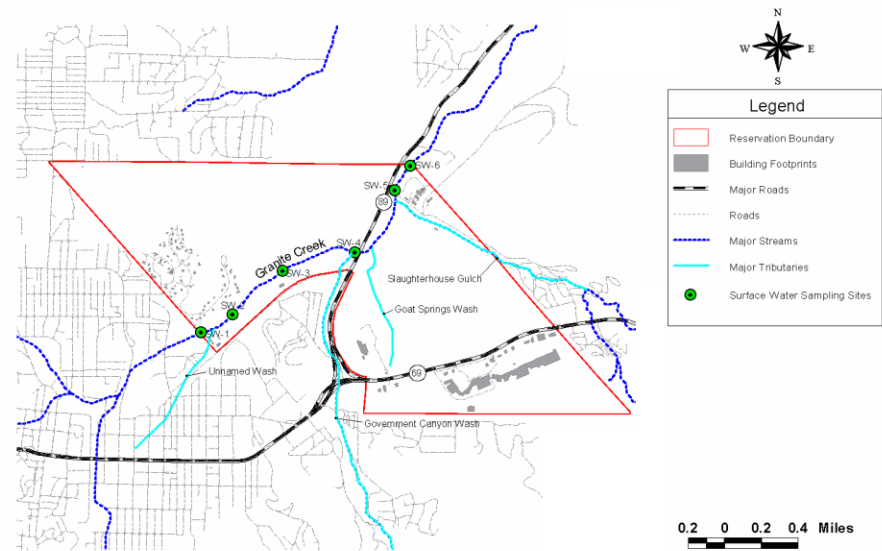 N
W E
S
Legend
Reservation Boundary
Building Footprints
Major Roads
Roads
Major Streams
Major Tributaries
Surface Water Sampling Sites
SW-6
SW-5
89
SW-4
Granite Creek
SW-3
Slaughterhouse Gulch
SW-2
Goat Springs Wash
SW-1
Unnamed Wash
69
Government Canyon Wash
0.2 0 0.2 0.4 Miles